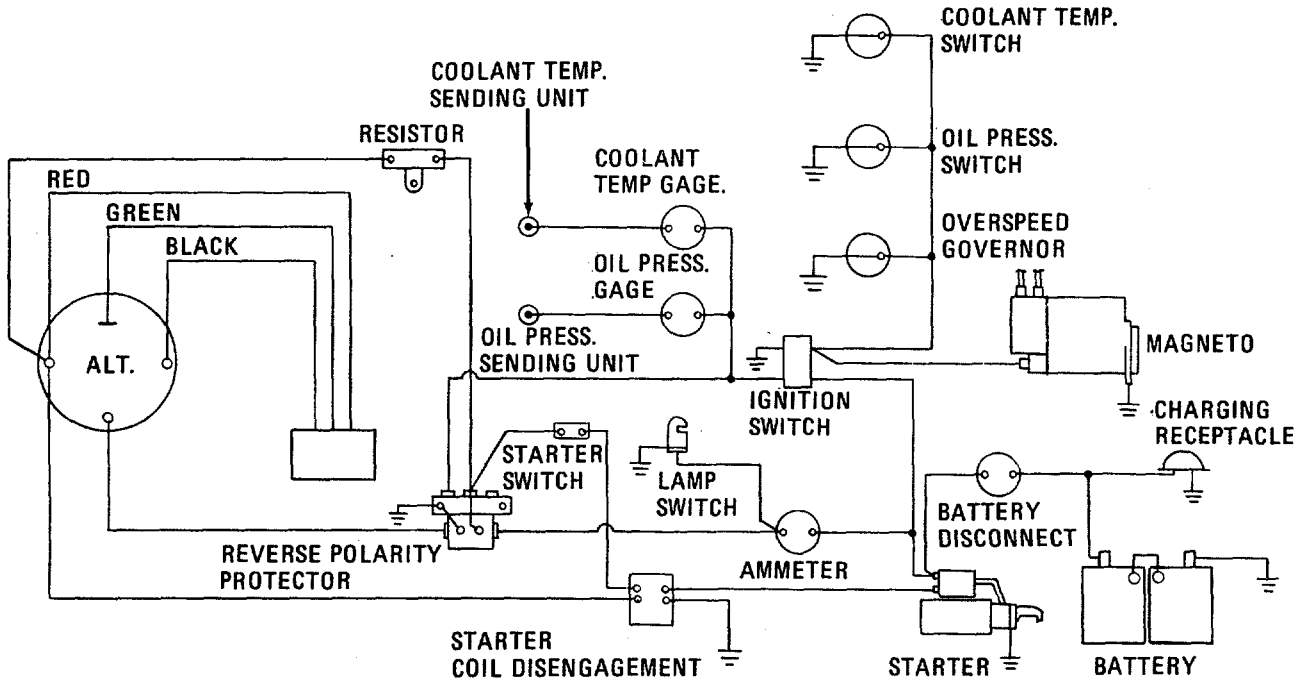 COOLANT TEMP.
SWITCH
COOLANT TEMP.
SENDING UNIT
RESISTOR
OIL PRESS.
SWITCH
COOLANT
TEMP GAGE.
RED
GREEN
BLACK
OVERSPEED
GOVERNOR
OIL PRESS.
GAGE
OIL PRESS.
SENDING UNIT
MAGNETO
ALT.
IGNITION
SWITCH
CHARGING
RECEPTACLE
STARTER
SWITCH
LAMP
SWITCH
BATTERY
DISCONNECT
REVERSE POLARITY
PROTECTOR
AMMETER
STARTER
COIL DISENGAGEMENT
STARTER
BATTERY